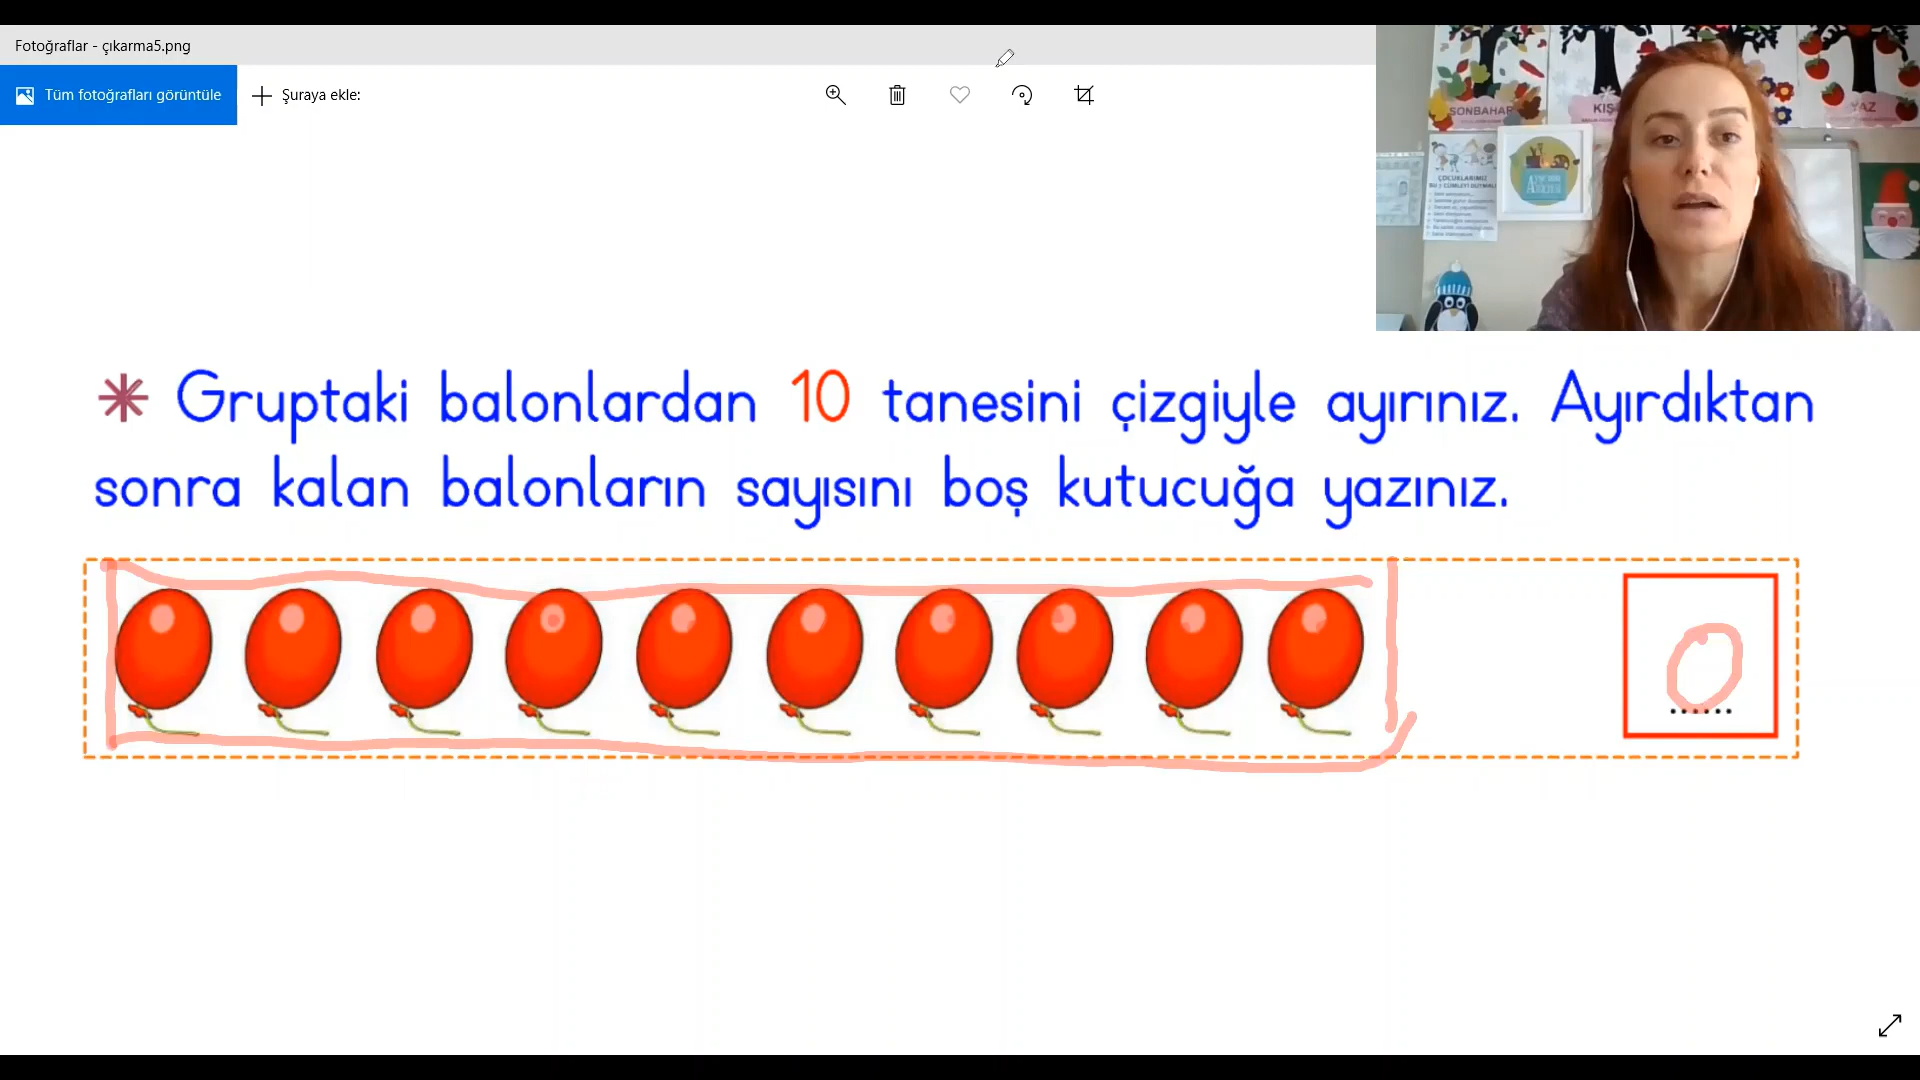 Fotoğraflar - çıkarma5.png
Tüm fotoğrafları görüntüle
Şuraya ekle:
SONBAHAR
KIŞ
YAZ
ÇOCUKLARIMIZ
Gruptaki balonlardan 10 tanesini çizgiyle ayırınız. Ayırdıktan
sonra kalan balonların sayısını boş kutucuğa yazınız.
0
......